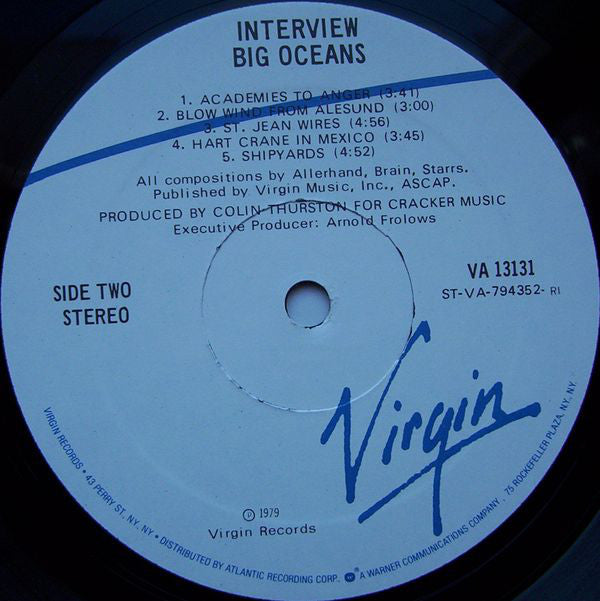 INTERVIEW
BIG OCEANS
1. ACADEMIES TO ANGER (3:41)
2. BLOW WIND FROM ALESUND (3:00)
3. ST. JEAN WIRES (4:56)
4. HART CRANE IN MEXICO (3:45)
5. SHIPYARDS (4:52)
All compositions by Allerhand, Brain, Starrs.
Published by Virgin Music, Inc., ASCAP.
PRODUCED BY COLIN THURSTON FOR CRACKER MUSIC
Executive Producer: Arnold Frolows
SIDE TWO
STEREO
VA 13131
ST-VA-794352- RI
Virgin
℗ 1979
Virgin Records
VIRGIN RECORDS • 43 PERRY ST. NY. NY • DISTRIBUTED BY ATLANTIC RECORDING CORP. ® A WARNER COMMUNICATIONS COMPANY, 75 ROCKEFELLER PLAZA, NY., NY.